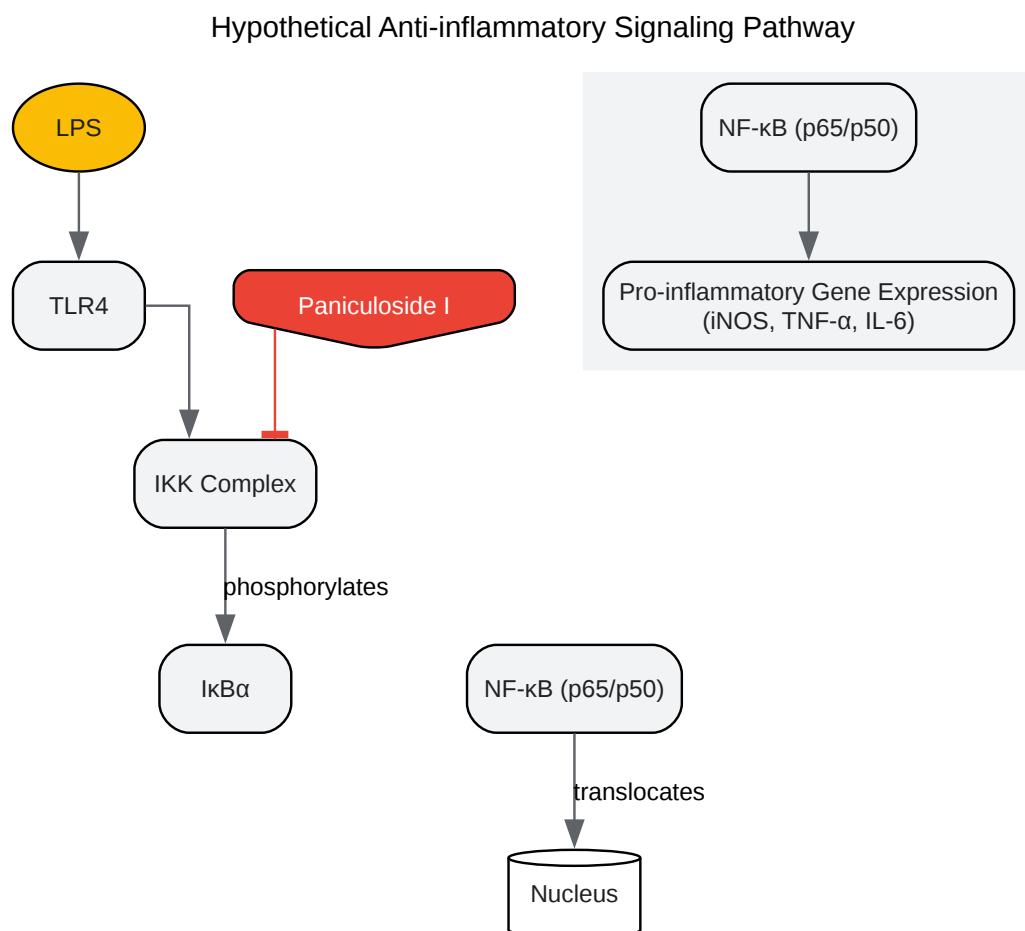 Hypothetical Anti-inflammatory Signaling Pathway
LPS
NF-κB (p65/p50)
TLR4
Paniculoside I
Pro-inflammatory Gene Expression
(iNOS, TNF-α, IL-6)
IKK Complex
phosphorylates
IκBα
NF-κB (p65/p50)
translocates
Nucleus